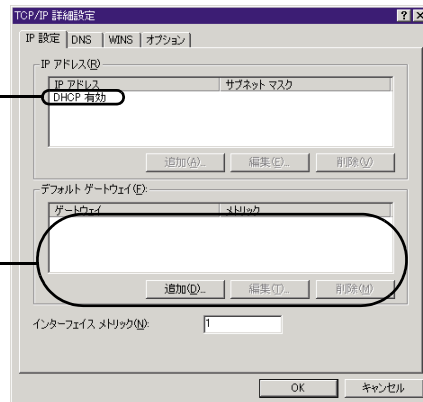 TCP/IP 詳細設定
IP 設定 DNS WINS オプション
IP アドレス(R)
IP アドレス サブネット マスク
DHCP 有効
追加(A)... 編集(E)... 削除(V)
デフォルト ゲートウェイ(F):
ゲートウェイ メトリック
追加(D)... 編集(T)... 削除(M)
インターフェイス メトリック(N): 1
OK キャンセル